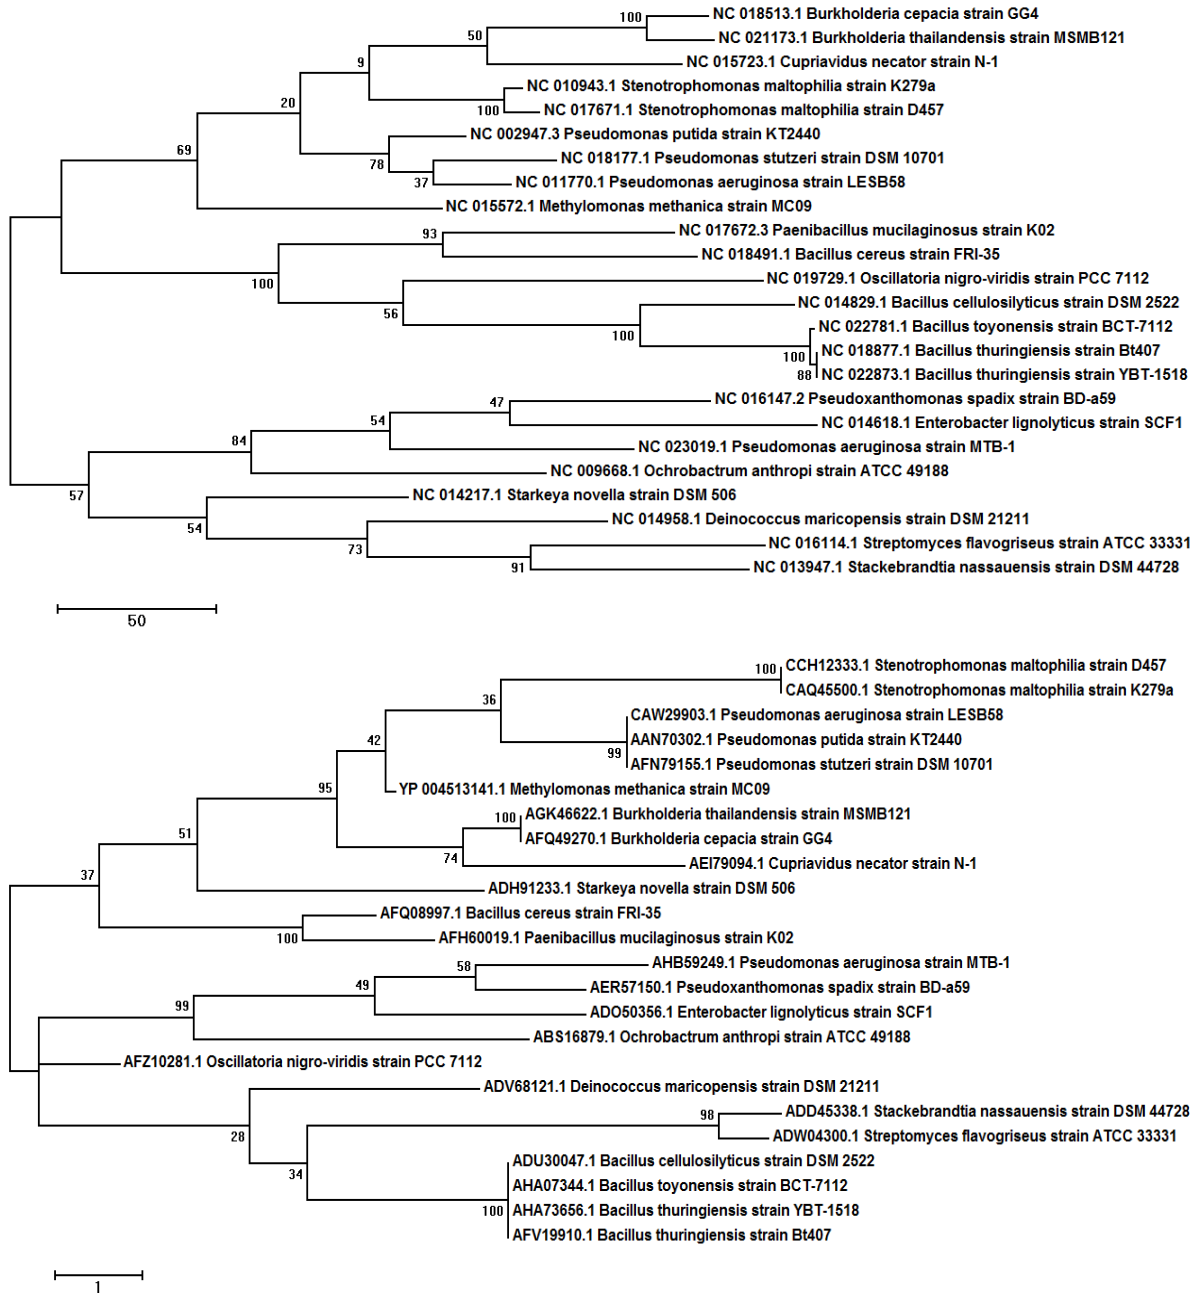 100 NC 018513.1 Burkholderia cepacia strain GG4
50 NC 021173.1 Burkholderia thailandensis strain MSMB121
9 NC 015723.1 Cupriavidus necator strain N-1
NC 010943.1 Stenotrophomonas maltophilia strain K279a
20 100 NC 017671.1 Stenotrophomonas maltophilia strain D457
NC 002947.3 Pseudomonas putida strain KT2440
69 78 NC 018177.1 Pseudomonas stutzeri strain DSM 10701
37 NC 011770.1 Pseudomonas aeruginosa strain LESB58
NC 015572.1 Methylomonas methanica strain MC09
93 NC 017672.3 Paenibacillus mucilaginosus strain K02
NC 018491.1 Bacillus cereus strain FRI-35
100 NC 019729.1 Oscillatoria nigro-viridis strain PCC 7112
56 NC 014829.1 Bacillus cellulosilyticus strain DSM 2522
100 NC 022781.1 Bacillus toyonensis strain BCT-7112
100 NC 018877.1 Bacillus thuringiensis strain Bt407
88 NC 022873.1 Bacillus thuringiensis strain YBT-1518
47 NC 016147.2 Pseudoxanthomonas spadix strain BD-a59
54 NC 014618.1 Enterobacter lignolyticus strain SCF1
84 NC 023019.1 Pseudomonas aeruginosa strain MTB-1
NC 009668.1 Ochrobactrum anthropi strain ATCC 49188
57 NC 014217.1 Starkeya novella strain DSM 506
54 NC 014958.1 Deinococcus maricopensis strain DSM 21211
73 NC 016114.1 Streptomyces flavogriseus strain ATCC 33331
91 NC 013947.1 Stackebrandtia nassauensis strain DSM 44728
50
100 CCH12333.1 Stenotrophomonas maltophilia strain D457
CAQ45500.1 Stenotrophomonas maltophilia strain K279a
36 CAW29903.1 Pseudomonas aeruginosa strain LESB58
42 AAN70302.1 Pseudomonas putida strain KT2440
99 AFN79155.1 Pseudomonas stutzeri strain DSM 10701
95 YP 004513141.1 Methylomonas methanica strain MC09
100 AGK46622.1 Burkholderia thailandensis strain MSMB121
51 AFQ49270.1 Burkholderia cepacia strain GG4
74 AEI79094.1 Cupriavidus necator strain N-1
37 ADH91233.1 Starkeya novella strain DSM 506
AFQ08997.1 Bacillus cereus strain FRI-35
100 AFH60019.1 Paenibacillus mucilaginosus strain K02
58 AHB59249.1 Pseudomonas aeruginosa strain MTB-1
49 AER57150.1 Pseudoxanthomonas spadix strain BD-a59
99 ADO50356.1 Enterobacter lignolyticus strain SCF1
ABS16879.1 Ochrobactrum anthropi strain ATCC 49188
AFZ10281.1 Oscillatoria nigro-viridis strain PCC 7112
ADV68121.1 Deinococcus maricopensis strain DSM 21211
98 ADD45338.1 Stackebrandtia nassauensis strain DSM 44728
28 ADW04300.1 Streptomyces flavogriseus strain ATCC 33331
34 ADU30047.1 Bacillus cellulosilyticus strain DSM 2522
AHA07344.1 Bacillus toyonensis strain BCT-7112
100 AHA73656.1 Bacillus thuringiensis strain YBT-1518
AFV19910.1 Bacillus thuringiensis strain Bt407
1